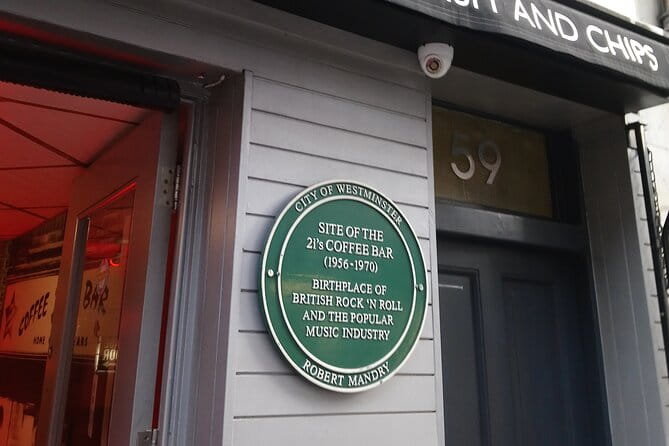 AND CHIPS
59
CITY OF WESTMINSTER
SITE OF THE
2I's COFFEE BAR
(1956-1970)
BIRTHPLACE OF
BRITISH ROCK 'N ROLL
AND THE POPULAR
MUSIC INDUSTRY
ROBERT MANDRY
COFFEE BAR
HOME